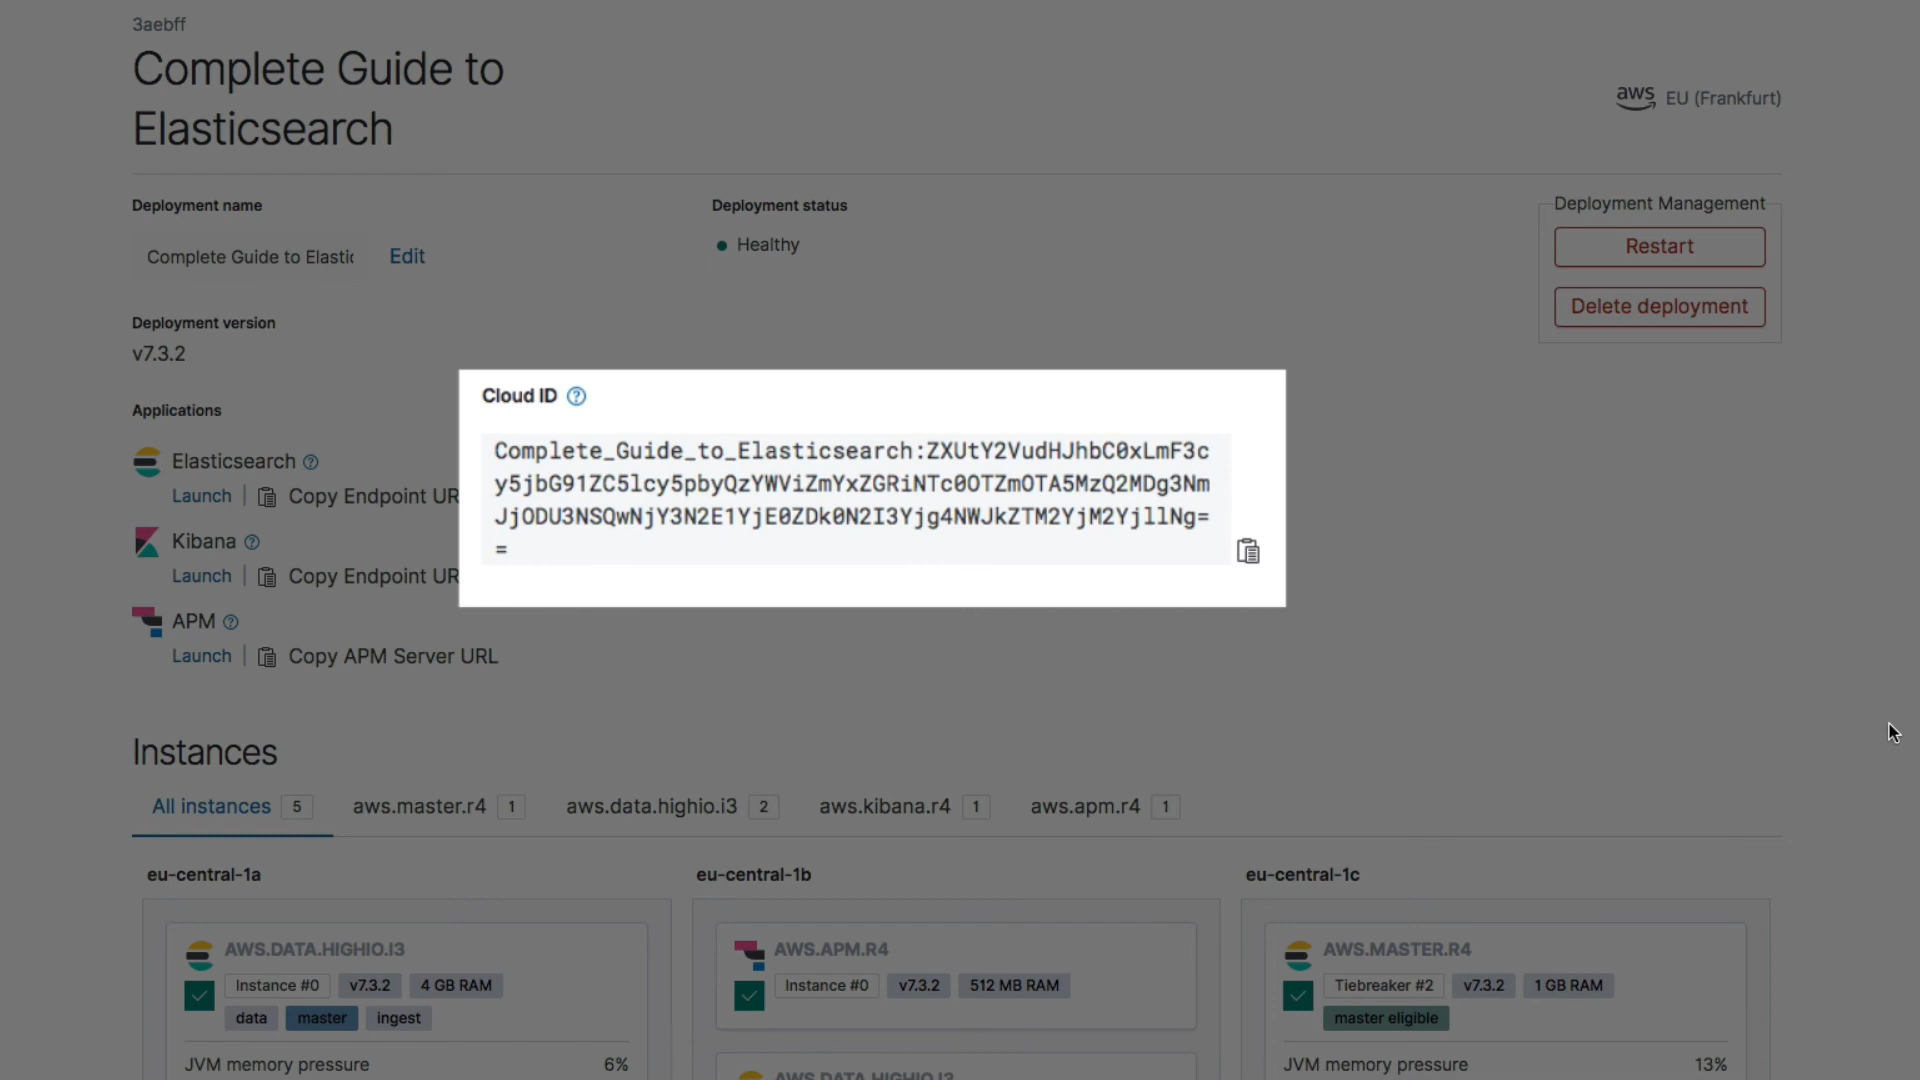 3aebff
Complete Guide to
Elasticsearch
aws EU (Frankfurt)
Deployment name
Complete Guide to Elastic
Edit
Deployment status
Healthy
Deployment Management
Restart
Delete deployment
Deployment version
v7.3.2
Applications
Elasticsearch
Launch | Copy Endpoint UR
Kibana
Launch | Copy Endpoint UR
APM
Launch | Copy APM Server URL
Cloud ID
Complete_Guide_to_Elasticsearch:ZXUtY2VudHJhbC0xLmF3c
y5jbG91ZC5lcy5pbyQzYWViZmYxZGRiNTc0OTZmOTA5MzQ2MDg3Nm
JjODU3NSQwNjY3N2E1YjE0ZDk0N2I3Yjg4NWJkZTM2YjM2YjllNg=
=
Instances
All instances 5 aws.master.r4 1 aws.data.highio.i3 2 aws.kibana.r4 1 aws.apm.r4 1
eu-central-1a
AWS.DATA.HIGHIO.I3
Instance #0 v7.3.2 4 GB RAM
data master ingest
JVM memory pressure 6%
eu-central-1b
AWS.APM.R4
Instance #0 v7.3.2 512 MB RAM
AWS.DATA.HIGHIO.I3
eu-central-1c
AWS.MASTER.R4
Tiebreaker #2 v7.3.2 1 GB RAM
master eligible
JVM memory pressure 13%